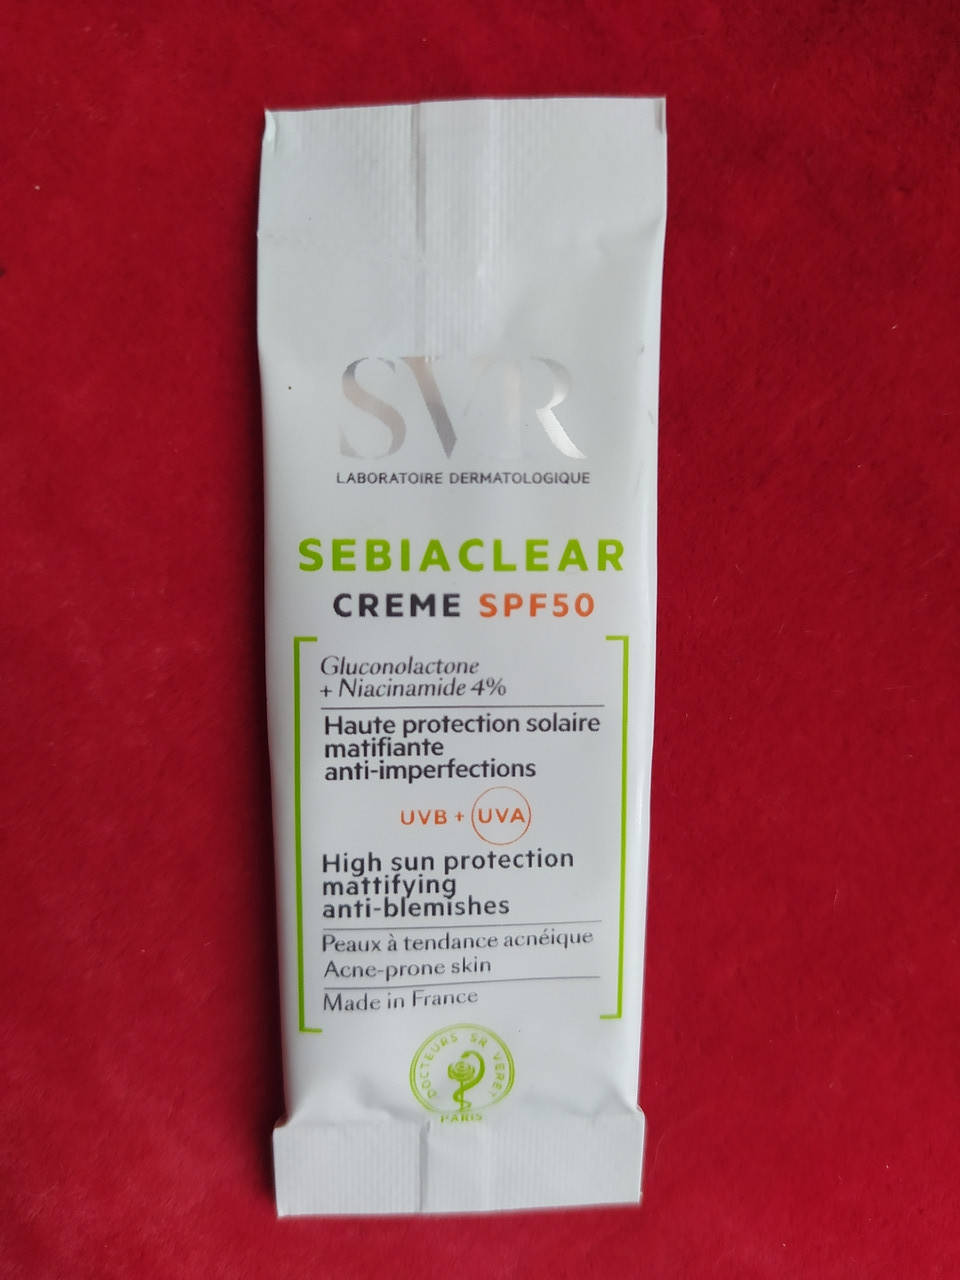 SVR
LABORATOIRE DERMATOLOGIQUE
SEBIACLEAR
CREME SPF50
Gluconolactone
+ Niacinamide 4%
Haute protection solaire
matifiante
anti-imperfections
UVB + UVA
High sun protection
mattifying
anti-blemishes
Peaux à tendance acnéique
Acne-prone skin
Made in France
DOCTEURS SR VERET
PARIS